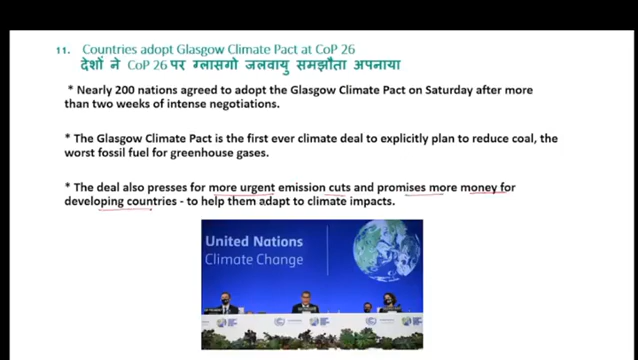 11. Countries adopt Glasgow Climate Pact at CoP 26
देशों ने CoP 26 पर ग्लासगो जलवायु समझौता अपनाया
* Nearly 200 nations agreed to adopt the Glasgow Climate Pact on Saturday after more
than two weeks of intense negotiations.
* The Glasgow Climate Pact is the first ever climate deal to explicitly plan to reduce coal, the
worst fossil fuel for greenhouse gases.
* The deal also presses for more urgent emission cuts and promises more money for
developing countries - to help them adapt to climate impacts.
United Nations
Climate Change